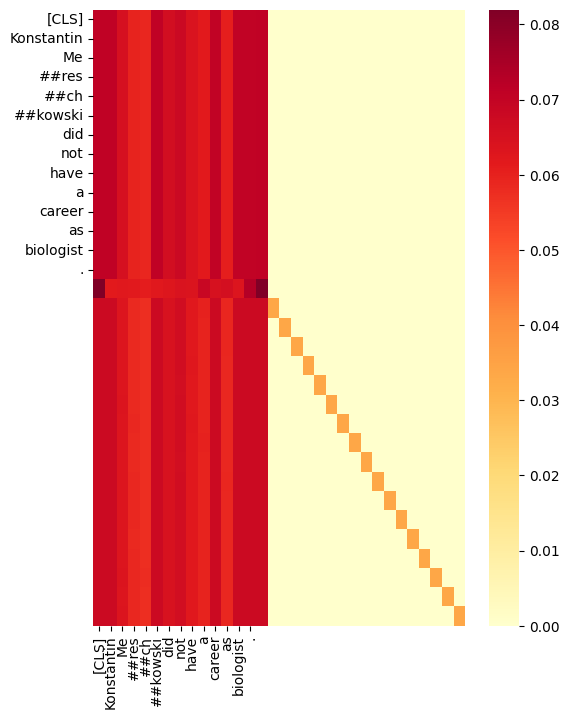 [CLS]
Konstantin
Me
##res
##ch
##kowski
did
not
have
a
career
as
biologist
.
0.08
0.07
0.06
0.05
0.04
0.03
0.02
0.01
0.00
[CLS]
Konstantin
Me
##res
##ch
##kowski
did
not
have
a
career
as
biologist
.